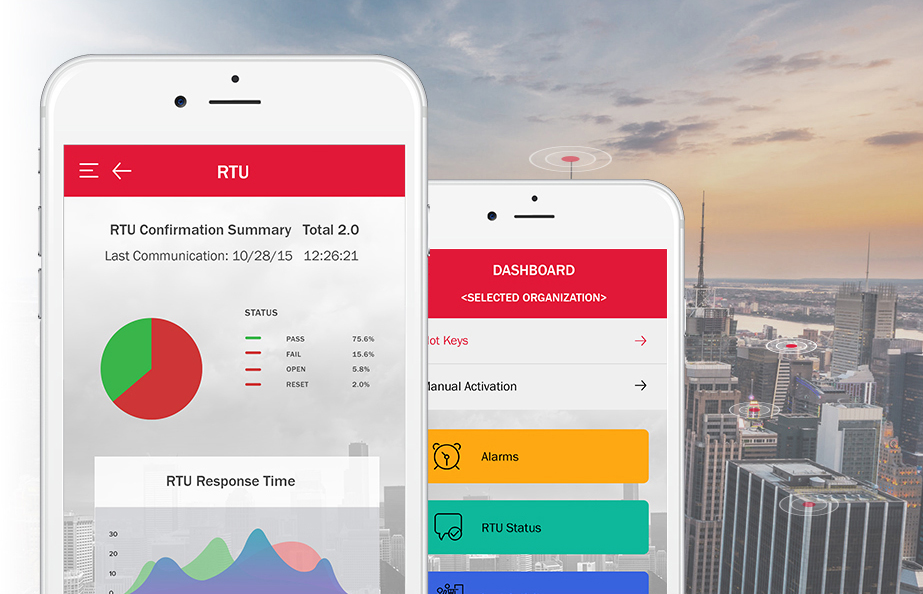 RTU
RTU Confirmation Summary Total 2.0
Last Communication: 10/28/15 12:26:21
STATUS
PASS 75.6%
FAIL 15.6%
OPEN 5.8%
RESET 2.0%
RTU Response Time
30
20
10
0
DASHBOARD
<SELECTED ORGANIZATION>
ot Keys
anual Activation
Alarms
RTU Status